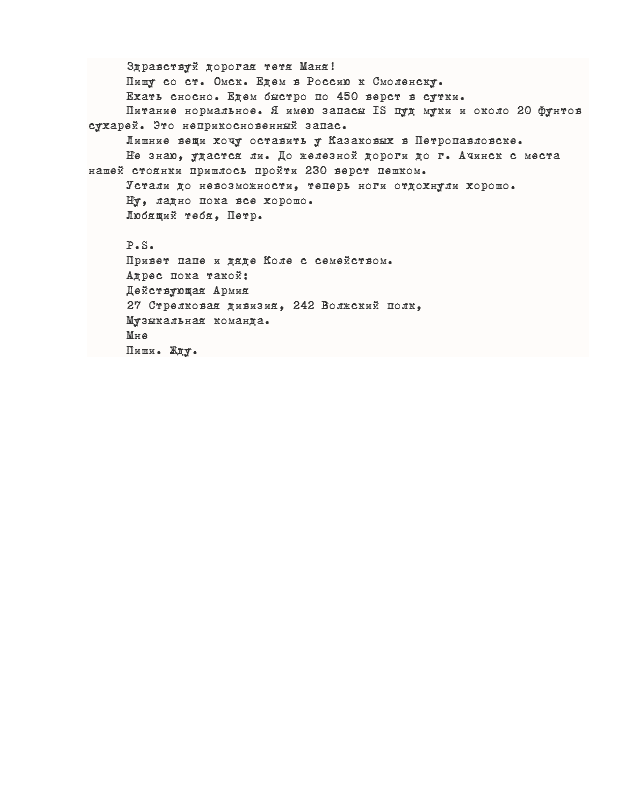 Здравствуй дорогая тетя Маня!
Пишу со ст. Омск. Едем в Россию к Смоленску.
Ехать сносно. Едем быстро по 450 верст в сутки.
Питание нормальное. Я имею запасы IS пуд муки и около 20 фунтов
сухарей. Это неприкосновенный запас.
Лишние вещи хочу оставить у Казаковых в Петропавловске.
Не знаю, удастся ли. До железной дороги до г. Ачинск с места
нашей стоянки пришлось пройти 230 верст пешком.
Устали до невозможности, теперь ноги отдохнули хорошо.
Ну, ладно пока все хорошо.
Любящий тебя, Петр.
P.S.
Привет папе и дяде Коле с семейством.
Адрес пока такой:
Действующая Армия
27 Стрелковая дивизия, 242 Волжский полк,
Музыкальная команда.
Мне
Пиши. Жду.